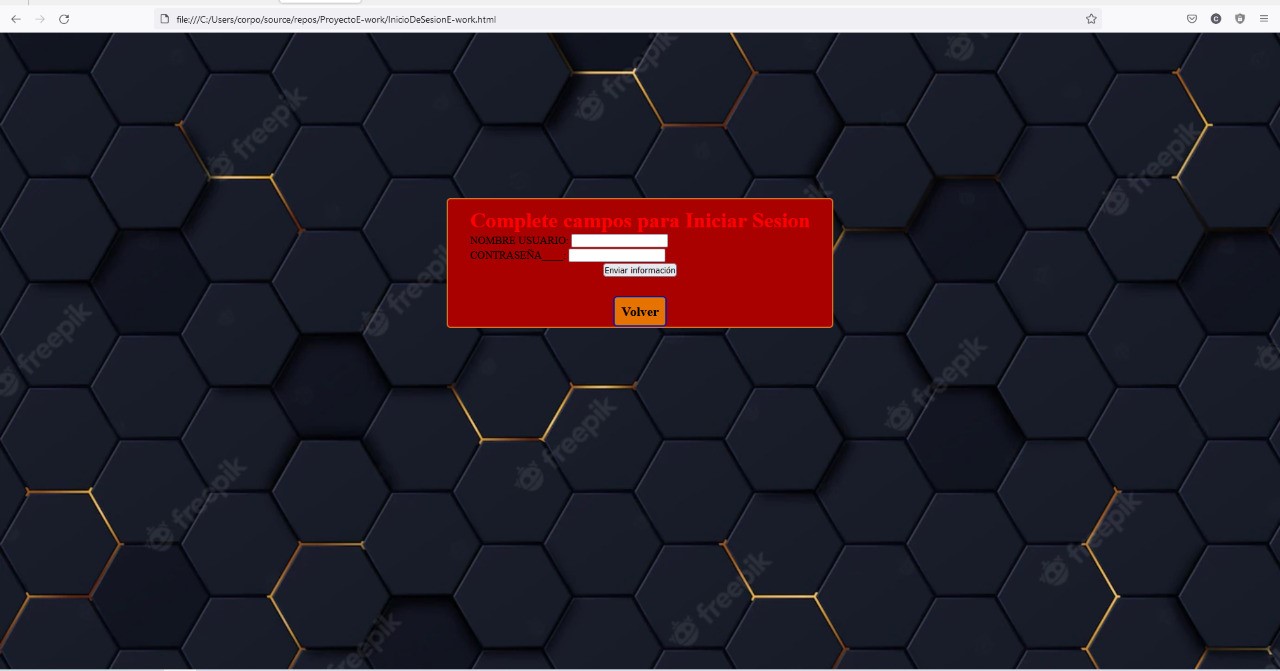 file:///C:/Users/corpo/source/repos/ProyectoE-work/InicioDeSesionE-work.html
freepik
freepik
freepik
Complete campos para Iniciar Sesion
NOMBRE USUARIO:
CONTRASEÑA____:
Enviar información
Volver
freepik
freepik
freepik
freepik
freepik
freepik
freepik
freepik
freepik